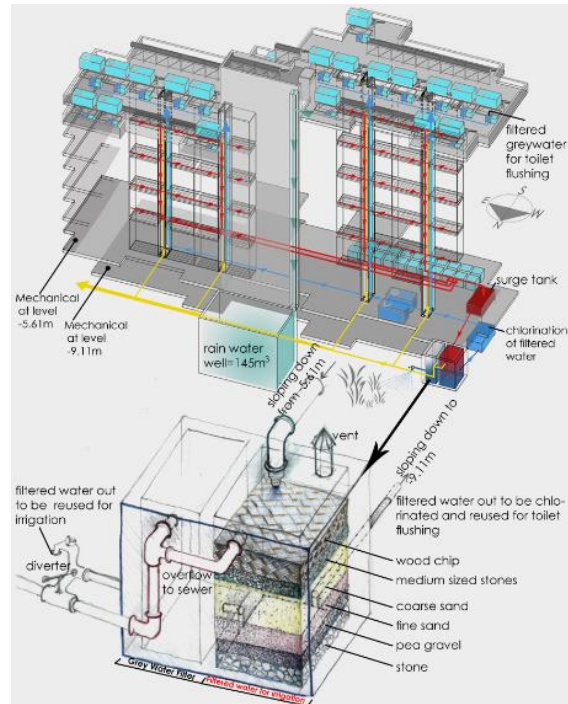 filtered
greywater
for toilet
flushing
S
E
W
N
surge tank
Mechanical
at level
-5.61m
Mechanical
at level
-9.11m
chlorination
of filtered
water
rain water
well=145m³
sloping down
from -5.61m
sloping down to
-9.11m
vent
filtered water out
to be reused for
irrigation
filtered water out to be chlo-
rinated and reused for toilet
flushing
diverter
overflow
to sewer
wood chip
medium sized stones
coarse sand
fine sand
pea gravel
stone
Grey Water Filter
Filtered water for irrigation